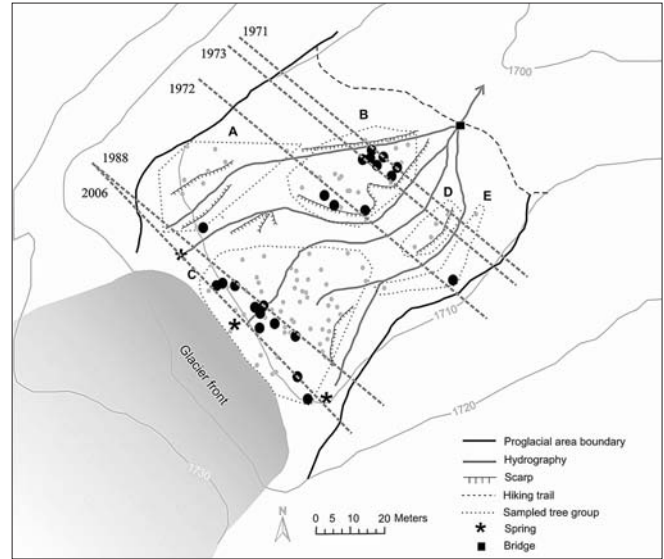 1971
1973
1972
1988
2006
1700
A
B
D
E
C
Glacier front
1710
1720
1730
Proglacial area boundary
Hydrography
Scarp
Hiking trail
Sampled tree group
Spring
Bridge
N
0 5 10 20 Meters